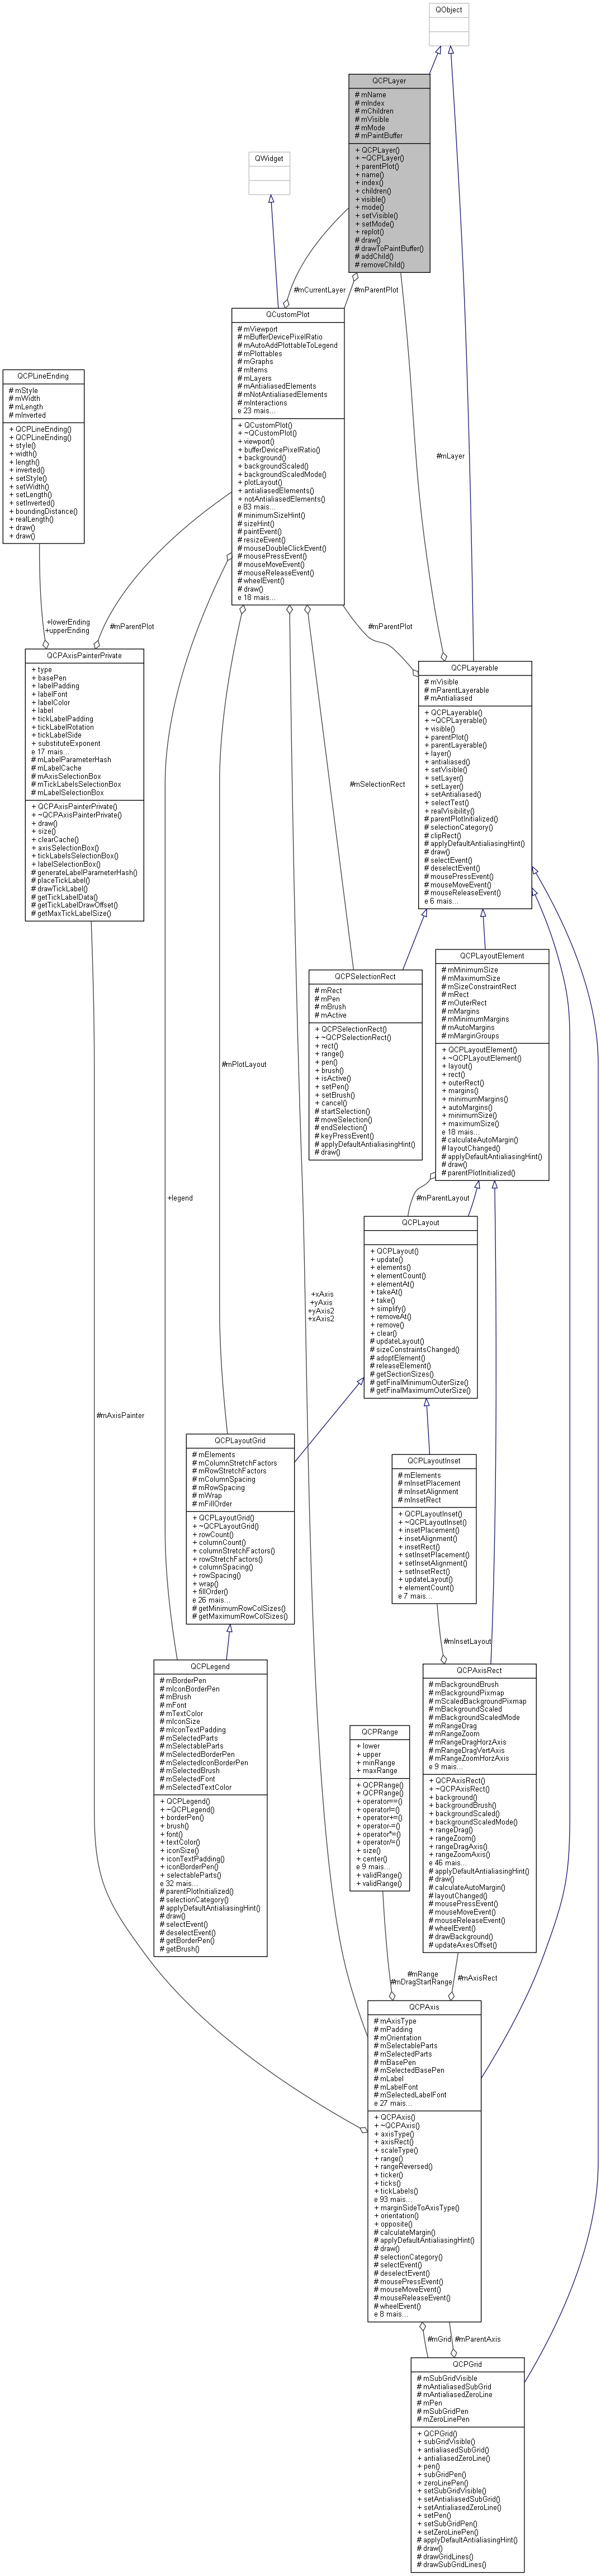 QObject
QCPLayer
# mName
# mIndex
# mChildren
# mVisible
# mMode
# mPaintBuffer
+ QCPLayer()
+ ~QCPLayer()
+ parentPlot()
+ name()
+ index()
+ children()
+ visible()
+ mode()
+ setVisible()
+ setMode()
+ replot()
# draw()
# drawToPaintBuffer()
# addChild()
# removeChild()
QWidget
#mCurrentLayer
#mParentPlot
QCustomPlot
# mViewport
# mBufferDevicePixelRatio
# mAutoAddPlottableToLegend
# mPlottables
# mGraphs
# mItems
# mLayers
# mAntialiasedElements
# mNotAntialiasedElements
# mInteractions
e 23 mais...
+ QCustomPlot()
+ ~QCustomPlot()
+ viewport()
+ bufferDevicePixelRatio()
+ background()
+ backgroundScaled()
+ backgroundScaledMode()
+ plotLayout()
+ antialiasedElements()
+ notAntialiasedElements()
e 83 mais...
# minimumSizeHint()
# sizeHint()
# paintEvent()
# resizeEvent()
# mouseDoubleClickEvent()
# mousePressEvent()
# mouseMoveEvent()
# mouseReleaseEvent()
# wheelEvent()
# draw()
e 18 mais...
QCPLineEnding
# mStyle
# mWidth
# mLength
# mInverted
+ QCPLineEnding()
+ QCPLineEnding()
+ style()
+ width()
+ length()
+ inverted()
+ setStyle()
+ setWidth()
+ setLength()
+ setInverted()
+ boundingDistance()
+ realLength()
+ draw()
+ draw()
#mLayer
+lowerEnding
+upperEnding
#mParentPlot
#mParentPlot
QCPAxisPainterPrivate
+ type
+ basePen
+ labelPadding
+ labelFont
+ labelColor
+ label
+ tickLabelPadding
+ tickLabelRotation
+ tickLabelSide
+ substituteExponent
e 17 mais...
# mLabelParameterHash
# mLabelCache
# mAxisSelectionBox
# mTickLabelsSelectionBox
# mLabelSelectionBox
+ QCPAxisPainterPrivate()
+ ~QCPAxisPainterPrivate()
+ draw()
+ size()
+ clearCache()
+ axisSelectionBox()
+ tickLabelsSelectionBox()
+ labelSelectionBox()
# generateLabelParameterHash()
# placeTickLabel()
# drawTickLabel()
# getTickLabelData()
# getTickLabelDrawOffset()
# getMaxTickLabelSize()
QCPLayerable
# mVisible
# mParentLayerable
# mAntialiased
+ QCPLayerable()
+ ~QCPLayerable()
+ visible()
+ parentPlot()
+ parentLayerable()
+ layer()
+ antialiased()
+ setVisible()
+ setLayer()
+ setLayer()
+ setAntialiased()
+ selectTest()
+ realVisibility()
# parentPlotInitialized()
# selectionCategory()
# clipRect()
# applyDefaultAntialiasingHint()
# draw()
# selectEvent()
# deselectEvent()
# mousePressEvent()
# mouseMoveEvent()
# mouseReleaseEvent()
e 6 mais...
#mSelectionRect
QCPSelectionRect
# mRect
# mPen
# mBrush
# mActive
+ QCPSelectionRect()
+ ~QCPSelectionRect()
+ rect()
+ range()
+ pen()
+ brush()
+ isActive()
+ setPen()
+ setBrush()
+ cancel()
# startSelection()
# moveSelection()
# endSelection()
# keyPressEvent()
# applyDefaultAntialiasingHint()
# draw()
QCPLayoutElement
# mMinimumSize
# mMaximumSize
# mSizeConstraintRect
# mRect
# mOuterRect
# mMargins
# mMinimumMargins
# mAutoMargins
# mMarginGroups
+ QCPLayoutElement()
+ ~QCPLayoutElement()
+ layout()
+ rect()
+ outerRect()
+ margins()
+ minimumMargins()
+ autoMargins()
+ minimumSize()
+ maximumSize()
e 18 mais...
# calculateAutoMargin()
# layoutChanged()
# applyDefaultAntialiasingHint()
# draw()
# parentPlotInitialized()
#mPlotLayout
+legend
#mParentLayout
QCPLayout
+ QCPLayout()
+ update()
+ elements()
+ elementCount()
+ elementAt()
+ takeAt()
+ take()
+ simplify()
+ removeAt()
+ remove()
+ clear()
# updateLayout()
# sizeConstraintsChanged()
# adoptElement()
# releaseElement()
# getSectionSizes()
# getFinalMinimumOuterSize()
# getFinalMaximumOuterSize()
+xAxis
+yAxis
+yAxis2
+xAxis2
#mAxisPainter
QCPLayoutGrid
# mElements
# mColumnStretchFactors
# mRowStretchFactors
# mColumnSpacing
# mRowSpacing
# mWrap
# mFillOrder
+ QCPLayoutGrid()
+ ~QCPLayoutGrid()
+ rowCount()
+ columnCount()
+ columnStretchFactors()
+ rowStretchFactors()
+ columnSpacing()
+ rowSpacing()
+ wrap()
+ fillOrder()
e 26 mais...
# getMinimumRowColSizes()
# getMaximumRowColSizes()
QCPLayoutInset
# mElements
# mInsetPlacement
# mInsetAlignment
# mInsetRect
+ QCPLayoutInset()
+ ~QCPLayoutInset()
+ insetPlacement()
+ insetAlignment()
+ insetRect()
+ setInsetPlacement()
+ setInsetAlignment()
+ setInsetRect()
+ updateLayout()
+ elementCount()
e 7 mais...
#mInsetLayout
QCPLegend
# mBorderPen
# mIconBorderPen
# mBrush
# mFont
# mTextColor
# mIconSize
# mIconTextPadding
# mSelectedParts
# mSelectableParts
# mSelectedBorderPen
# mSelectedIconBorderPen
# mSelectedBrush
# mSelectedFont
# mSelectedTextColor
+ QCPLegend()
+ ~QCPLegend()
+ borderPen()
+ brush()
+ font()
+ textColor()
+ iconSize()
+ iconTextPadding()
+ iconBorderPen()
+ selectableParts()
e 32 mais...
# parentPlotInitialized()
# selectionCategory()
# applyDefaultAntialiasingHint()
# draw()
# selectEvent()
# deselectEvent()
# getBorderPen()
# getBrush()
QCPRange
+ lower
+ upper
+ minRange
+ maxRange
+ QCPRange()
+ QCPRange()
+ operator==()
+ operator!=()
+ operator+=()
+ operator-=()
+ operator*=()
+ operator/=()
+ size()
+ center()
e 9 mais...
+ validRange()
+ validRange()
QCPAxisRect
# mBackgroundBrush
# mBackgroundPixmap
# mScaledBackgroundPixmap
# mBackgroundScaled
# mBackgroundScaledMode
# mRangeDrag
# mRangeZoom
# mRangeDragHorzAxis
# mRangeDragVertAxis
# mRangeZoomHorzAxis
e 9 mais...
+ QCPAxisRect()
+ ~QCPAxisRect()
+ background()
+ backgroundBrush()
+ backgroundScaled()
+ backgroundScaledMode()
+ rangeDrag()
+ rangeZoom()
+ rangeDragAxis()
+ rangeZoomAxis()
e 46 mais...
# applyDefaultAntialiasingHint()
# draw()
# calculateAutoMargin()
# layoutChanged()
# mousePressEvent()
# mouseMoveEvent()
# mouseReleaseEvent()
# wheelEvent()
# drawBackground()
# updateAxesOffset()
#mRange
#mDragStartRange
#mAxisRect
QCPAxis
# mAxisType
# mPadding
# mOrientation
# mSelectableParts
# mSelectedParts
# mBasePen
# mSelectedBasePen
# mLabel
# mLabelFont
# mSelectedLabelFont
e 27 mais...
+ QCPAxis()
+ ~QCPAxis()
+ axisType()
+ axisRect()
+ scaleType()
+ range()
+ rangeReversed()
+ ticker()
+ ticks()
+ tickLabels()
e 93 mais...
+ marginSideToAxisType()
+ orientation()
+ opposite()
# calculateMargin()
# applyDefaultAntialiasingHint()
# draw()
# selectionCategory()
# selectEvent()
# deselectEvent()
# mousePressEvent()
# mouseMoveEvent()
# mouseReleaseEvent()
# wheelEvent()
e 8 mais...
#mGrid
#mParentAxis
QCPGrid
# mSubGridVisible
# mAntialiasedSubGrid
# mAntialiasedZeroLine
# mPen
# mSubGridPen
# mZeroLinePen
+ QCPGrid()
+ subGridVisible()
+ antialiasedSubGrid()
+ antialiasedZeroLine()
+ pen()
+ subGridPen()
+ zeroLinePen()
+ setSubGridVisible()
+ setAntialiasedSubGrid()
+ setAntialiasedZeroLine()
+ setPen()
+ setSubGridPen()
+ setZeroLinePen()
# applyDefaultAntialiasingHint()
# draw()
# drawGridLines()
# drawSubGridLines()